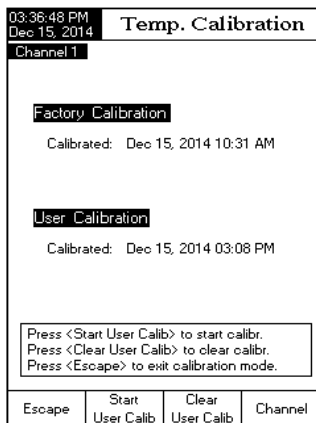 03:36:48 PM
Dec 15, 2014
Temp. Calibration
Channel 1
Factory Calibration
Calibrated: Dec 15, 2014 10:31 AM
User Calibration
Calibrated: Dec 15, 2014 03:08 PM
Press <Start User Calib> to start calibr.
Press <Clear User Calib> to clear calibr.
Press <Escape> to exit calibration mode.
Escape
Start
User Calib
Clear
User Calib
Channel